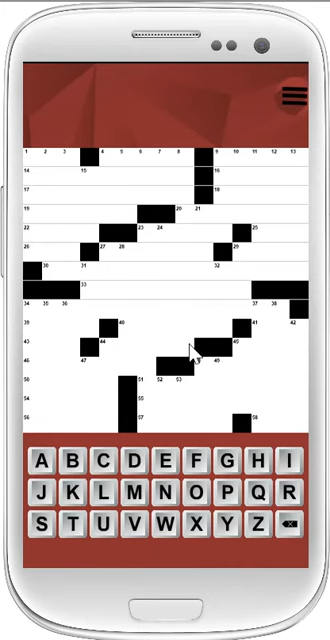 1 2 3 4 5 6 7 8 9 10 11 12 13
14 15 16
17 18
19 20 21
22 23 24 25
26 27 28 29
30 31 32
33
34 35 36 37 38
39 40 41 42
43 44 45
46 47 49
50 51 52 53
54 55
56 57 58
A B C D E F G H I
J K L M N O P Q R
S T U V W X Y Z